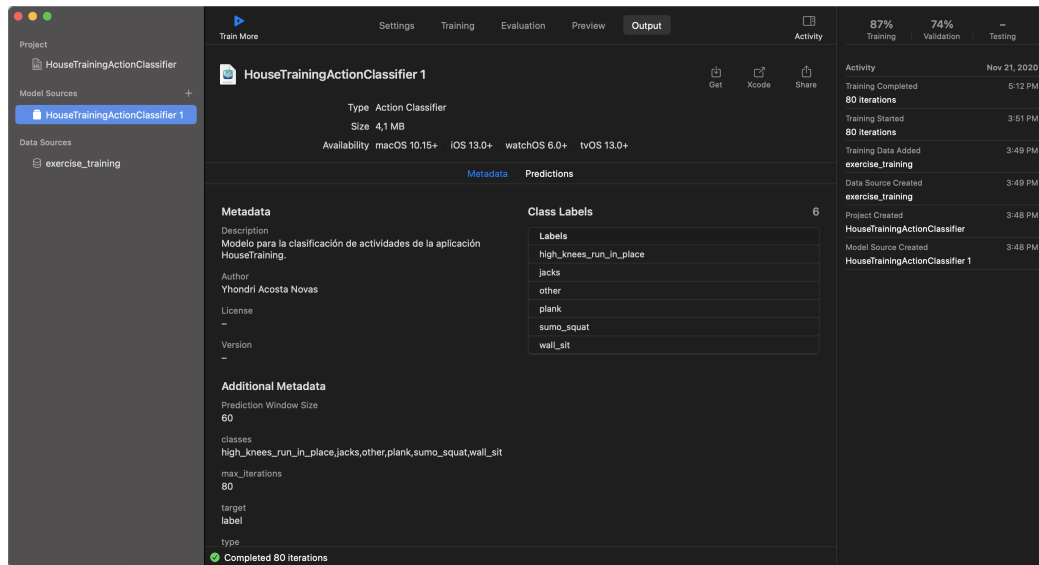 Project
HouseTrainingActionClassifier
Model Sources +
HouseTrainingActionClassifier 1
Data Sources
exercise_training
Train More
Settings Training Evaluation Preview Output
Activity
HouseTrainingActionClassifier 1
Get Xcode Share
Type Action Classifier
Size 4,1 MB
Availability macOS 10.15+ iOS 13.0+ watchOS 6.0+ tvOS 13.0+
Metadata Predictions
Metadata
Description
Modelo para la clasificación de actividades de la aplicación
HouseTraining.
Author
Yhondri Acosta Novas
License
–
Version
–
Class Labels 6
Labels
high_knees_run_in_place
jacks
other
plank
sumo_squat
wall_sit
Additional Metadata
Prediction Window Size
60
classes
high_knees_run_in_place,jacks,other,plank,sumo_squat,wall_sit
max_iterations
80
target
label
type
Completed 80 iterations
87% 74% –
Training Validation Testing
Activity Nov 21, 2020
Training Completed 5:12 PM
80 iterations
Training Started 3:51 PM
80 iterations
Training Data Added 3:49 PM
exercise_training
Data Source Created 3:49 PM
exercise_training
Project Created 3:48 PM
HouseTrainingActionClassifier
Model Source Created 3:48 PM
HouseTrainingActionClassifier 1